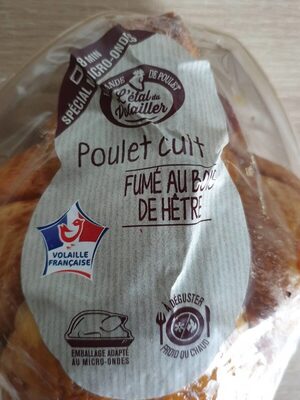 8 MIN
SPÉCIAL MICRO-ONDES
DE POULET
L'étal du
Volailler
Poulet cuit
FUMÉ AU BOIS
DE HÊTRE
VOLAILLE
FRANÇAISE
À DÉGUSTER
FROID OU CHAUD
EMBALLAGE ADAPTÉ
AU MICRO-ONDES